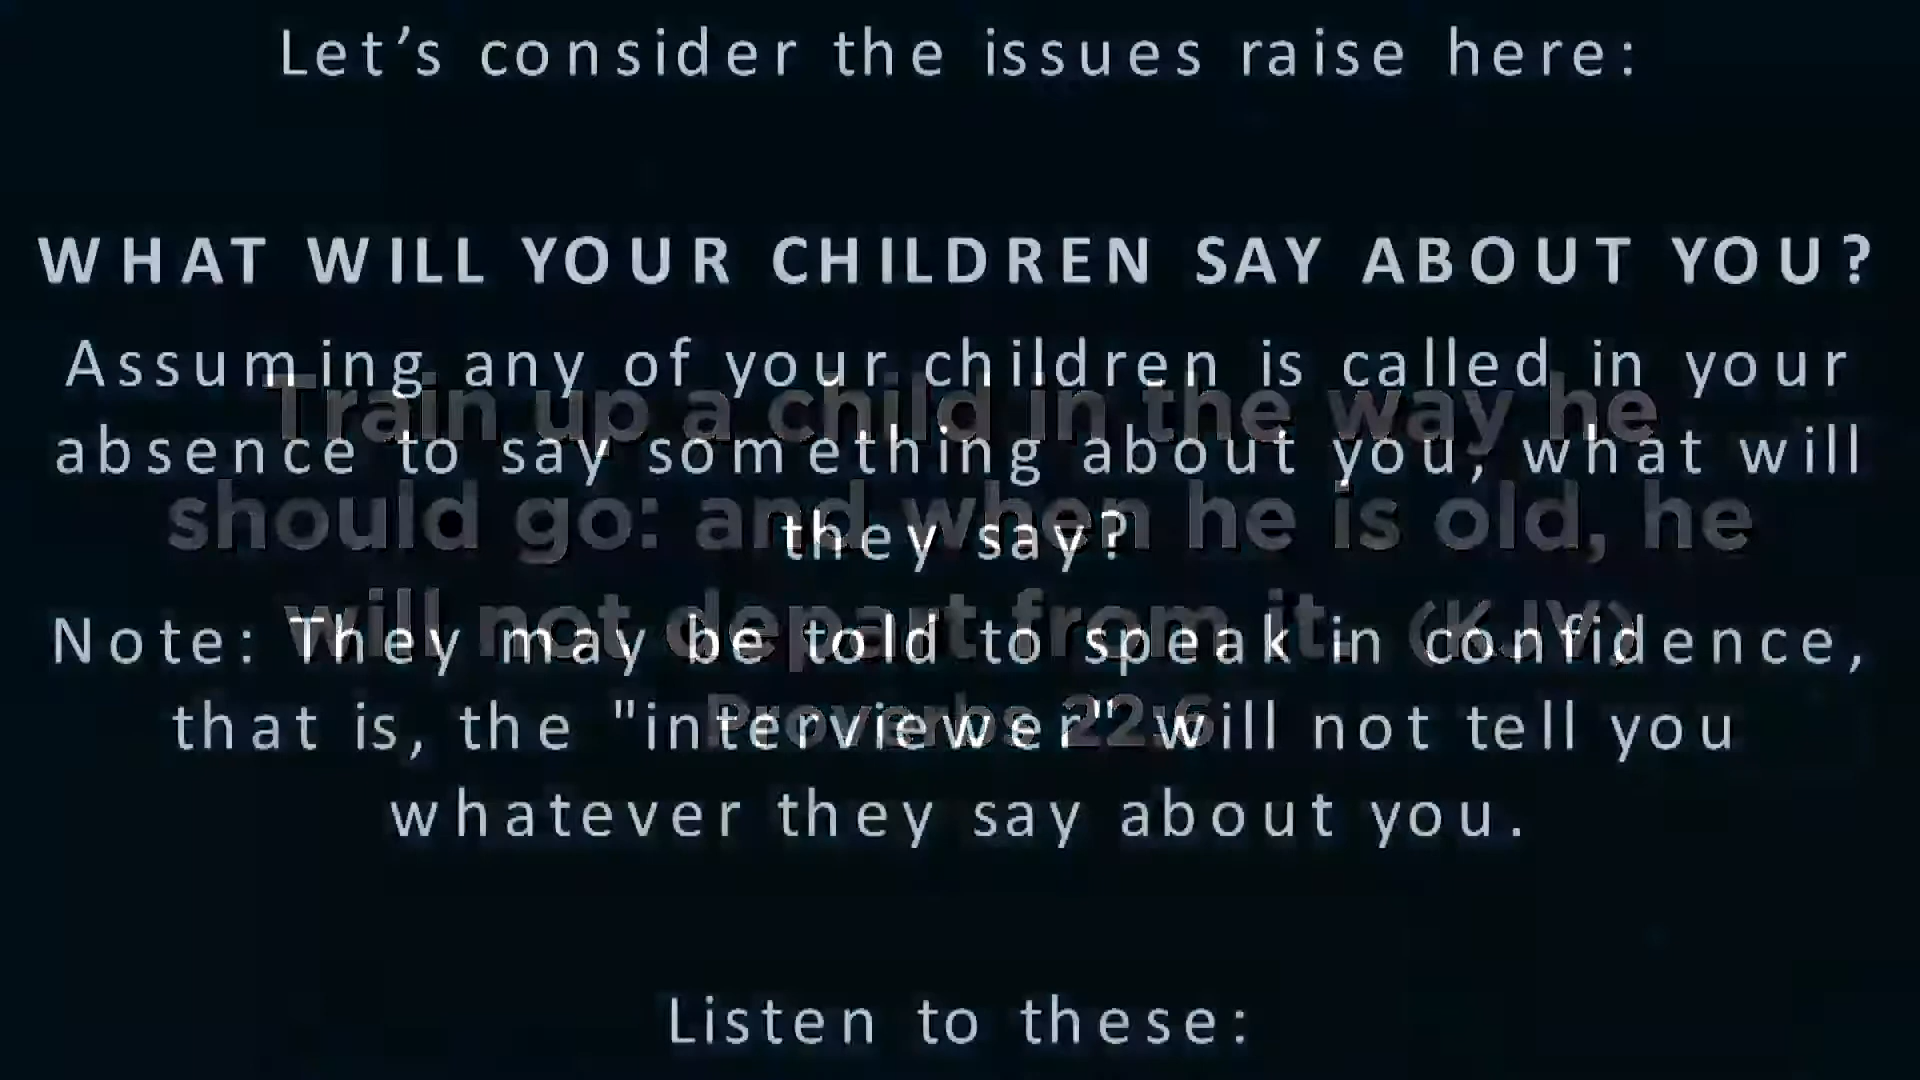 Let’s consider the issues raise here:
WHAT WILL YOUR CHILDREN SAY ABOUT YOU?
Assuming any of your children is called in your
absence to say something about you, what will
they say?
Note: They may be told to speak in confidence,
that is, the "interviewer" will not tell you
whatever they say about you.
Listen to these:
Train up a child in the way he
should go: and when he is old, he
will not depart from it. (KJV)
Proverbs 22:6